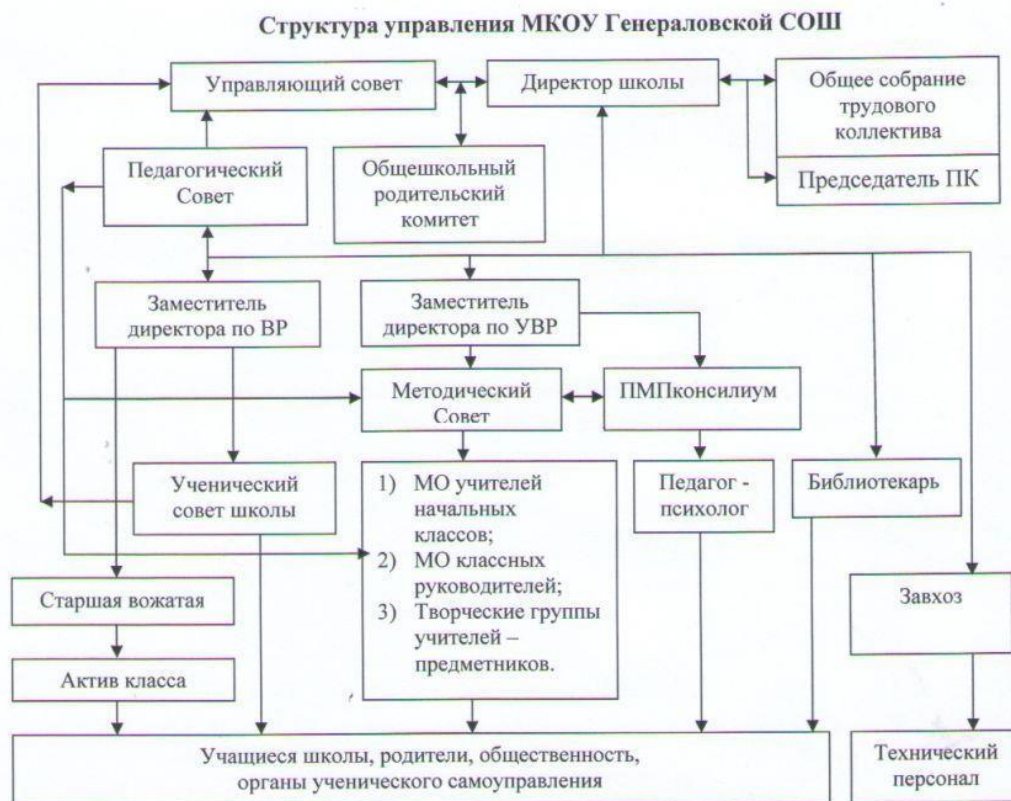 Структура управления МКОУ Генераловской СОШ
Управляющий совет
Директор школы
Общее собрание
трудового
коллектива
Председатель ПК
Педагогический
Совет
Общешкольный
родительский
комитет
Заместитель
директора по ВР
Заместитель
директора по УВР
Методический
Совет
ПМПконсилиум
Ученический
совет школы
1) МО учителей
начальных
классов;
2) МО классных
руководителей;
3) Творческие группы
учителей –
предметников.
Педагог -
психолог
Библиотекарь
Старшая вожатая
Завхоз
Актив класса
Учащиеся школы, родители, общественность,
органы ученического самоуправления
Технический
персонал